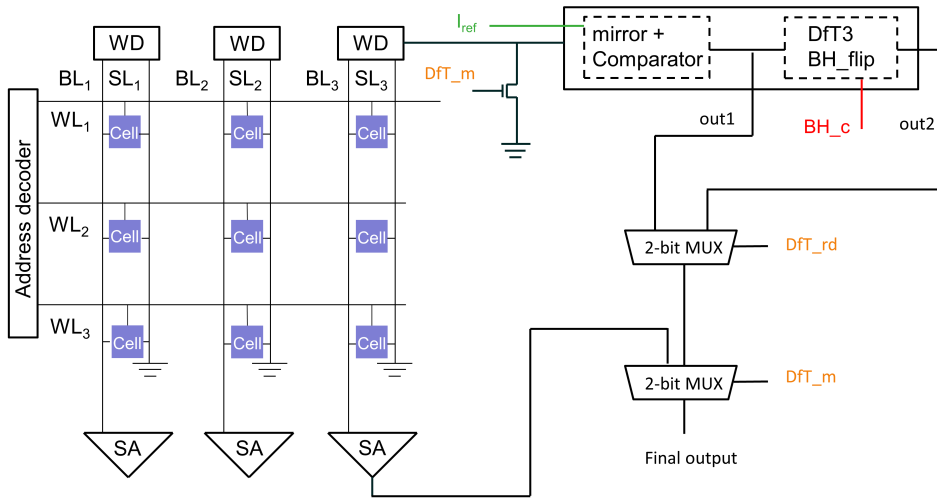 I_ref
WD WD WD
mirror +
Comparator
DfT3
BH_flip
DfT_m
BL₁ SL₁ BL₂ SL₂ BL₃ SL₃
BH_c
out1
out2
Address decoder
WL₁
Cell Cell Cell
WL₂
Cell Cell Cell
2-bit MUX
DfT_rd
WL₃
Cell Cell Cell
2-bit MUX
DfT_m
SA SA SA
Final output